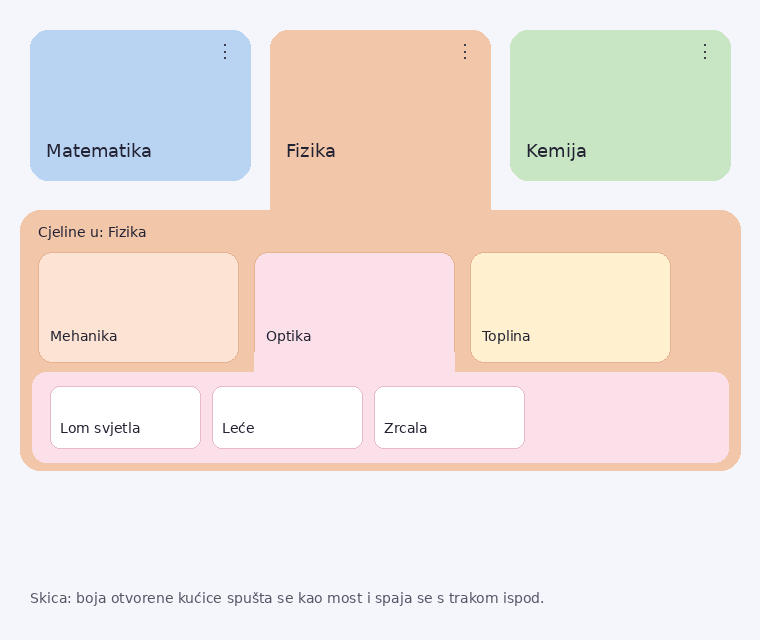 Matematika
Fizika
Kemija
Cjeline u: Fizika
Mehanika
Optika
Toplina
Lom svjetla
Leće
Zrcala
Skica: boja otvorene kućice spušta se kao most i spaja se s trakom ispod.